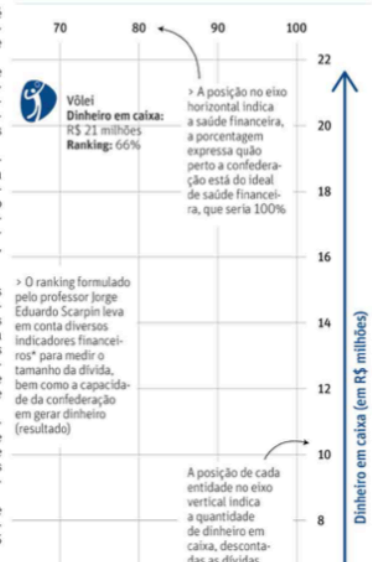 70 80 90 100
22
Vôlei
Dinheiro em caixa:
R$ 21 milhões
Ranking: 66%
> A posição no eixo
horizontal indica
a saúde financeira,
a porcentagem
expressa quão
perto a confedera-
ção está do ideal
de saúde financei-
ra, que seria 100%
20
18
16
> O ranking formulado
pelo professor Jorge
Eduardo Scarpin leva
em conta diversos
indicadores financei-
ros* para medir o
tamanho da dívida,
bem como a capacida-
de da confederação
em gerar dinheiro
(resultado)
14
12
10
A posição de cada
entidade no eixo
vertical indica
a quantidade
de dinheiro em
caixa, desconta-
das as dívidas
8
Dinheiro em caixa (em R$ milhões)